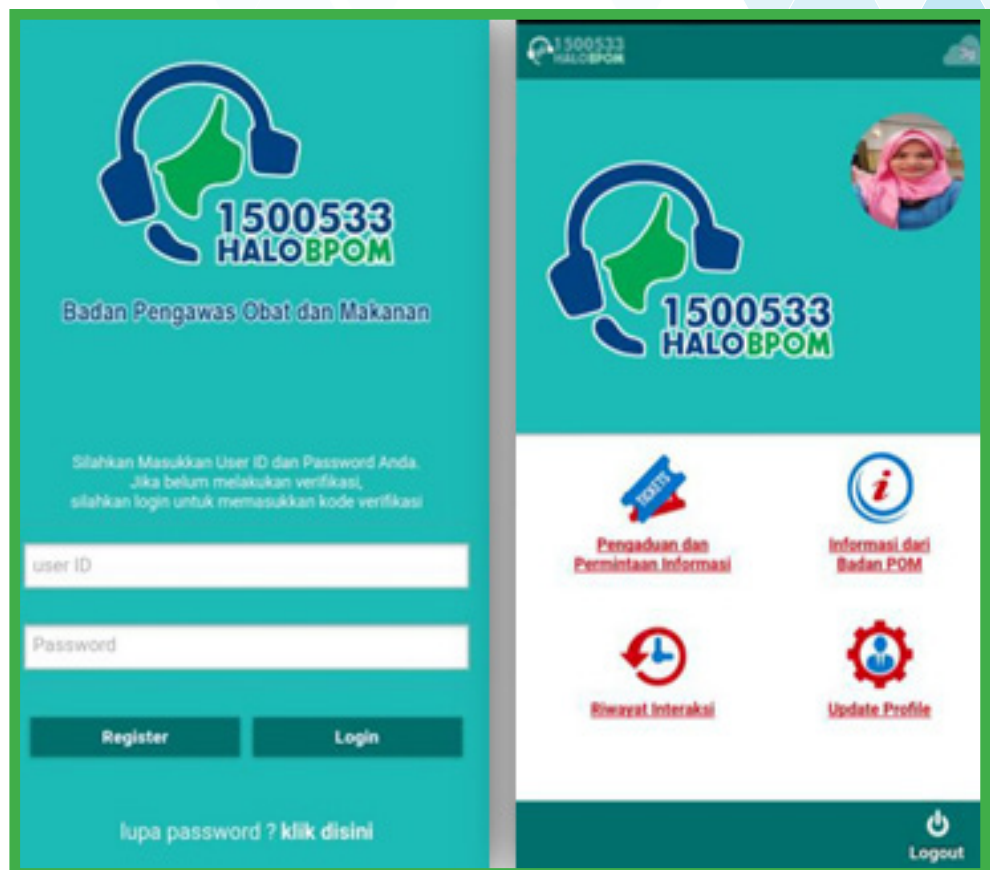 1500533
HALOBPOM
Badan Pengawas Obat dan Makanan
Silahkan Masukkan User ID dan Password Anda.
Jika belum melakukan verifikasi,
silahkan login untuk memasukkan kode verifikasi
user ID
Password
Register
Login
lupa password ? klik disini
1500533
HALOBPOM
1500533
HALOBPOM
TICKETS
Pengaduan dan
Permintaan Informasi
i
Informasi dari
Badan POM
Riwayat Interaksi
Update Profile
Logout